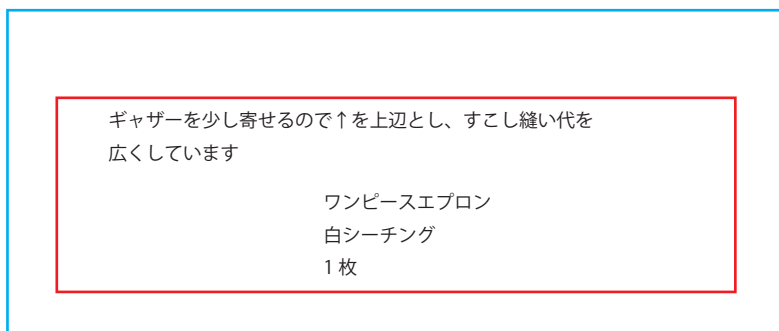 ギャザーを少し寄せるので↑を上辺とし、すこし縫い代を
広くしています
ワンピースエプロン
白シーチング
1枚